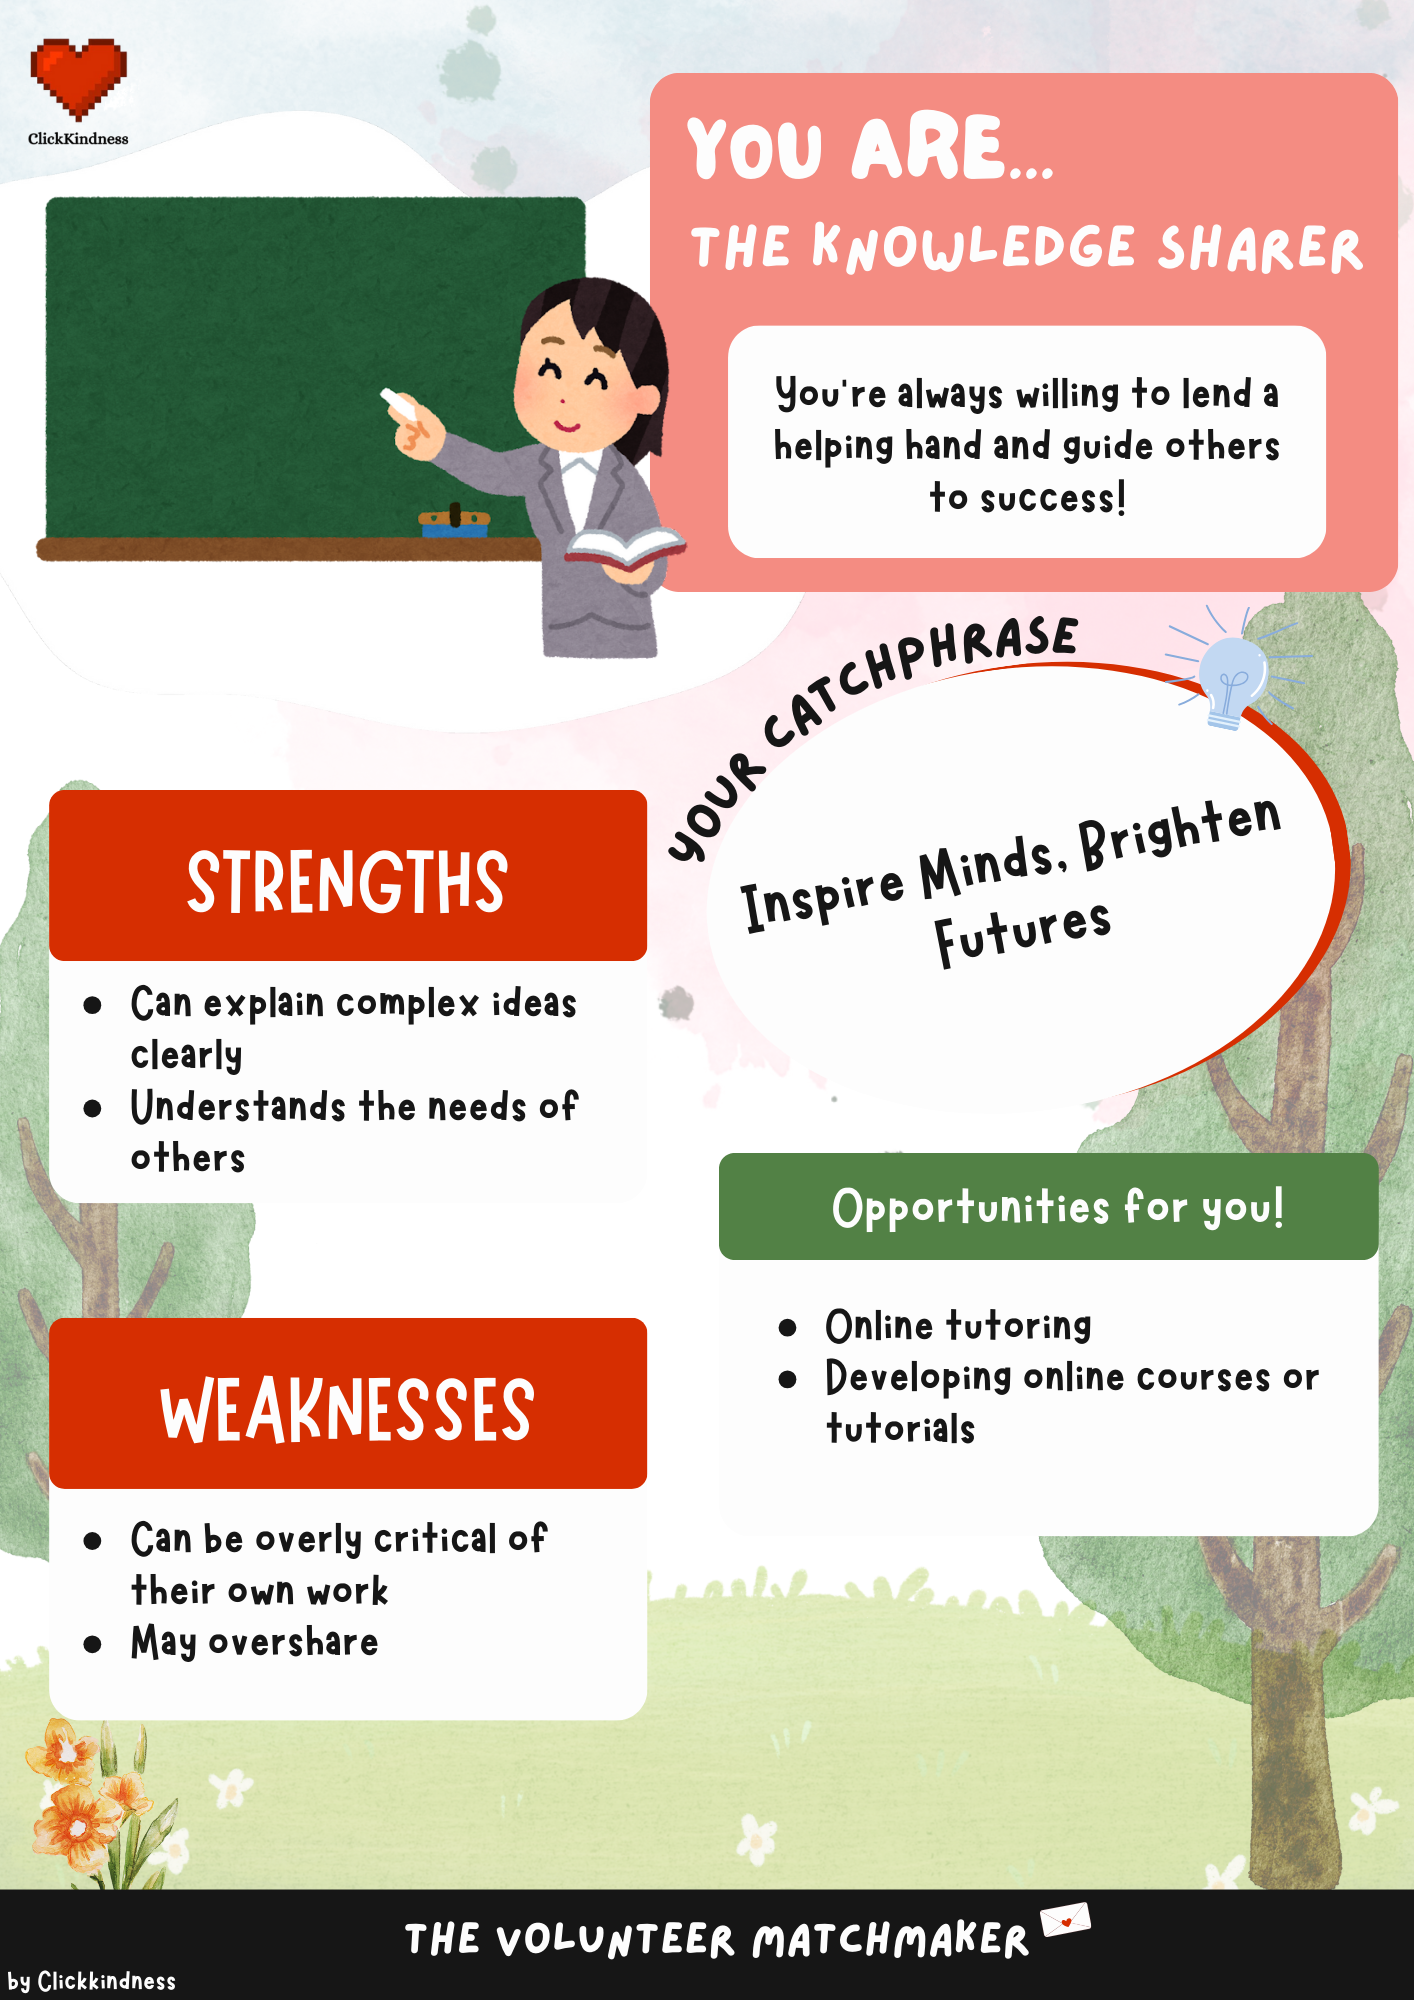 ClickKindness
YOU ARE...
THE KNOWLEDGE SHARER
You're always willing to lend a
helping hand and guide others
to success!
YOUR CATCHPHRASE
Inspire Minds, Brighten
Futures
STRENGTHS
• Can explain complex ideas
clearly
• Understands the needs of
others
WEAKNESSES
• Can be overly critical of
their own work
• May overshare
Opportunities for you!
• Online tutoring
• Developing online courses or
tutorials
THE VOLUNTEER MATCHMAKER
by Clickkindness